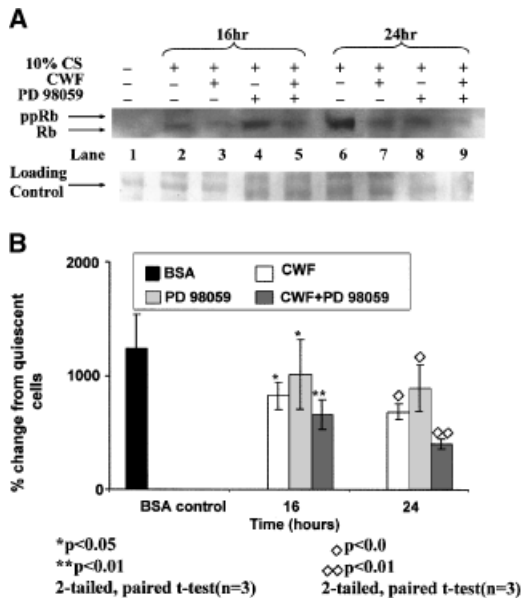 A
16hr 24hr
10% CS – + + + + + + + +
CWF – – + – + – + – +
PD 98059 – – – + + – – + +
ppRb
Rb
Lane 1 2 3 4 5 6 7 8 9
Loading
Control
B
2000
BSA CWF
PD 98059 CWF+PD 98059
% change from quiescent
cells
1000
0
* * ** ◇ ◇ ◇◇
BSA control 16 24
Time (hours)
*p<0.05 ◇p<0.0
**p<0.01 ◇◇p<0.01
2-tailed, paired t-test(n=3) 2-tailed, paired t-test(n=3)